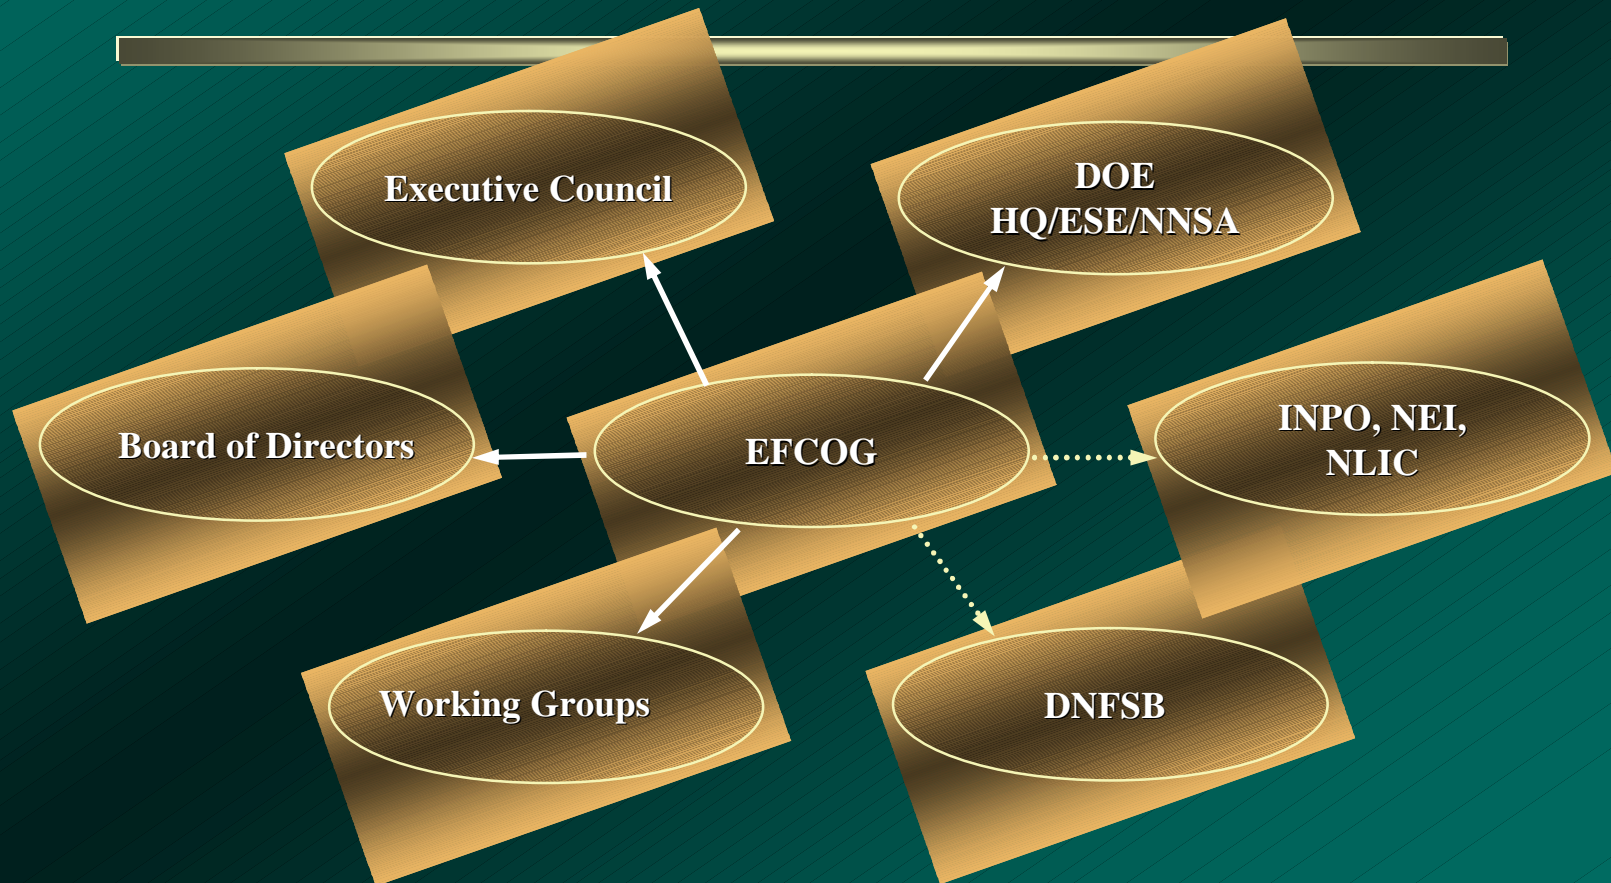 Executive Council
DOE
HQ/ESE/NNSA
Board of Directors
EFCOG
INPO, NEI,
NLIC
Working Groups
DNFSB